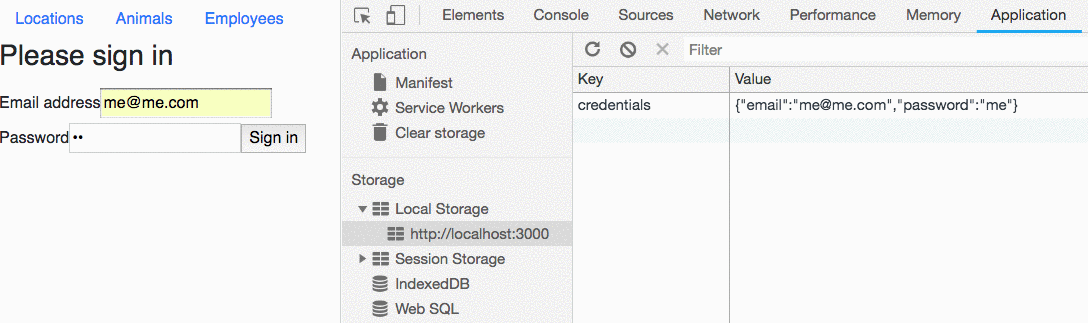 Locations Animals Employees
Please sign in
Email address me@me.com
Password •• Sign in
Elements Console Sources Network Performance Memory Application
Application
Manifest
Service Workers
Clear storage
Storage
Local Storage
http://localhost:3000
Session Storage
IndexedDB
Web SQL
Filter
Key Value
credentials {"email":"me@me.com","password":"me"}